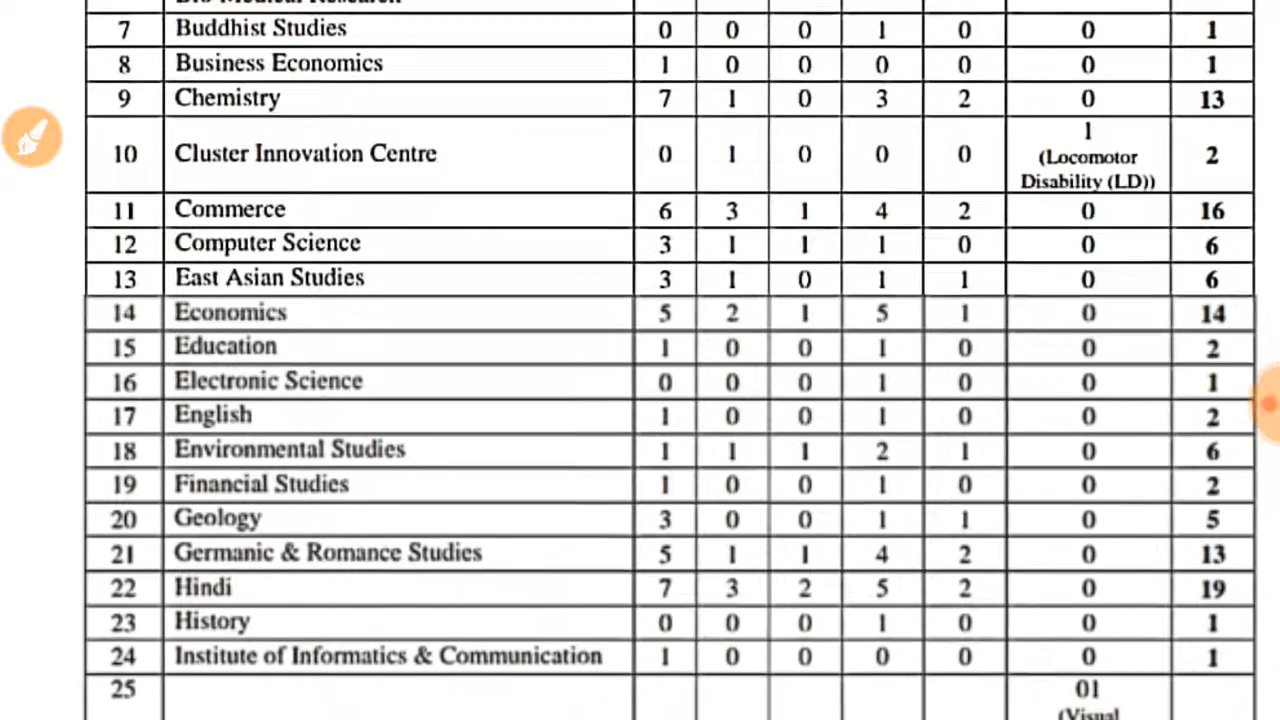 Bio-Medical Research
7 Buddhist Studies 0 0 0 1 0 0 1
8 Business Economics 1 0 0 0 0 0 1
9 Chemistry 7 1 0 3 2 0 13
10 Cluster Innovation Centre 0 1 0 0 0 1 (Locomotor Disability (LD)) 2
11 Commerce 6 3 1 4 2 0 16
12 Computer Science 3 1 1 1 0 0 6
13 East Asian Studies 3 1 0 1 1 0 6
14 Economics 5 2 1 5 1 0 14
15 Education 1 0 0 1 0 0 2
16 Electronic Science 0 0 0 1 0 0 1
17 English 1 0 0 1 0 0 2
18 Environmental Studies 1 1 1 2 1 0 6
19 Financial Studies 1 0 0 1 0 0 2
20 Geology 3 0 0 1 1 0 5
21 Germanic & Romance Studies 5 1 1 4 2 0 13
22 Hindi 7 3 2 5 2 0 19
23 History 0 0 0 1 0 0 1
24 Institute of Informatics & Communication 1 0 0 0 0 0 1
25 01
(Visual